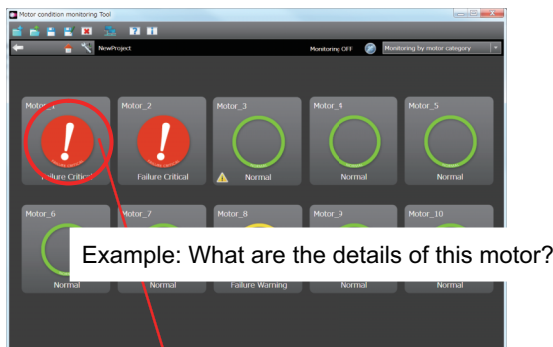 Motor condition monitoring Tool
NewProject
Monitoring OFF
Monitoring by motor category
Motor_1
Motor_2
Motor_3
Motor_4
Motor_5
Failure Critical
Failure Critical
Normal
Normal
Normal
Motor_6
Motor_7
Motor_8
Motor_9
Motor_10
Example: What are the details of this motor?
Normal
Normal
Failure Warning
Normal
Normal